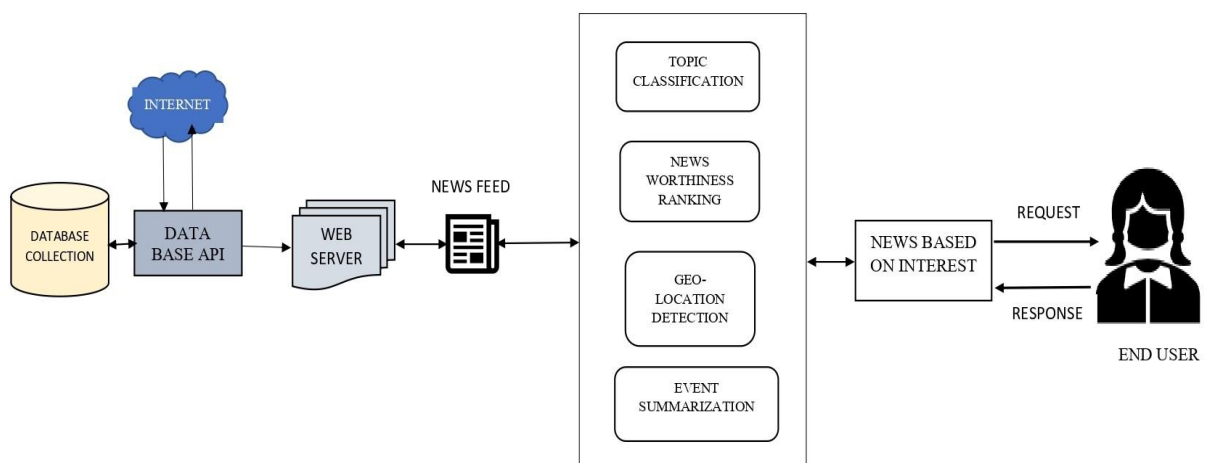 INTERNET
DATABASE
COLLECTION
DATA
BASE API
WEB
SERVER
NEWS FEED
TOPIC
CLASSIFICATION
NEWS
WORTHINESS
RANKING
GEO-
LOCATION
DETECTION
EVENT
SUMMARIZATION
NEWS BASED
ON INTEREST
REQUEST
RESPONSE
END USER